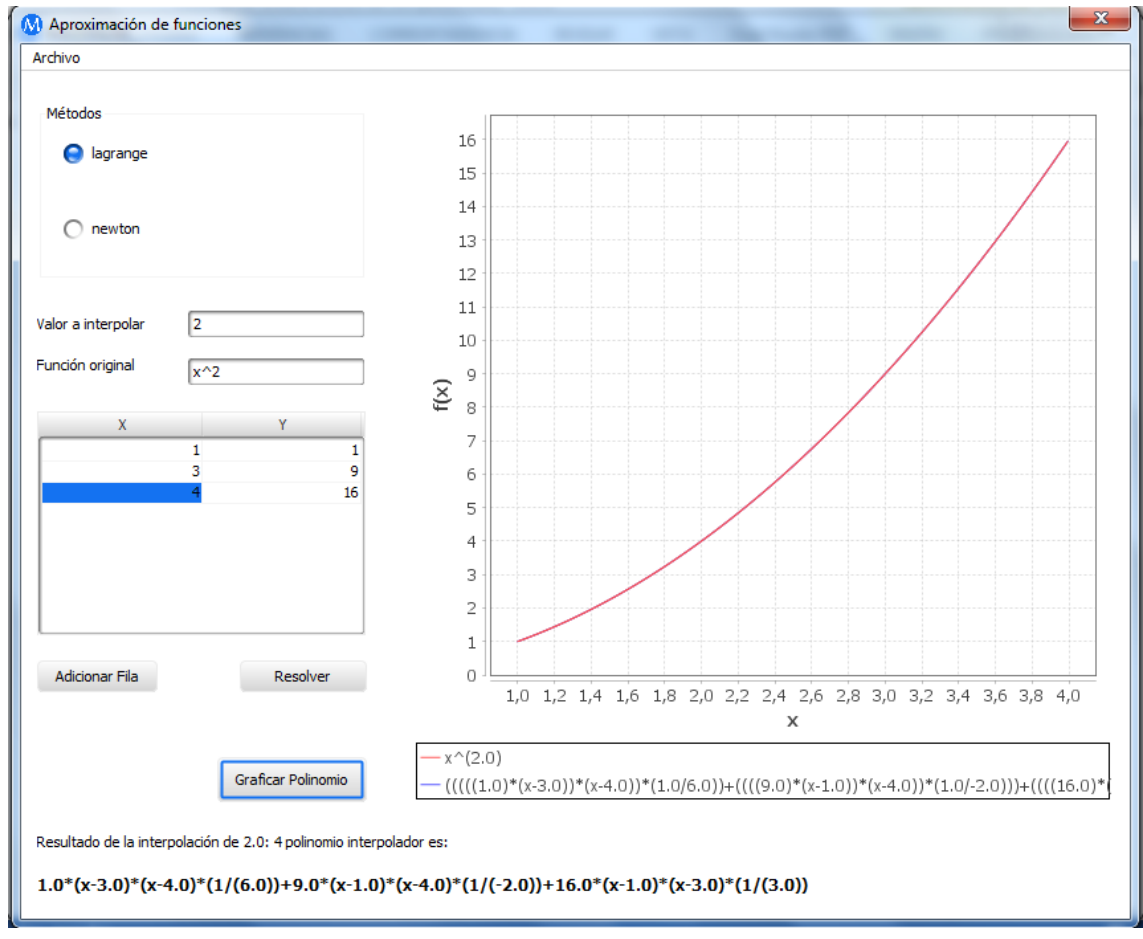 Aproximación de funciones
X
Archivo
Métodos
lagrange
newton
Valor a interpolar 2
Función original x^2
X Y
1 1
3 9
4 16
Adicionar Fila Resolver
Graficar Polinomio
16
15
14
13
12
11
10
9
8
7
6
5
4
3
2
1
0
f(x)
1,0 1,2 1,4 1,6 1,8 2,0 2,2 2,4 2,6 2,8 3,0 3,2 3,4 3,6 3,8 4,0
x
x^(2.0)
(((((1.0)*(x-3.0))*(x-4.0))*(1.0/6.0))+((((9.0)*(x-1.0))*(x-4.0))*(1.0/-2.0)))+((((16.0)*(
Resultado de la interpolación de 2.0: 4 polinomio interpolador es:
1.0*(x-3.0)*(x-4.0)*(1/(6.0))+9.0*(x-1.0)*(x-4.0)*(1/(-2.0))+16.0*(x-1.0)*(x-3.0)*(1/(3.0))